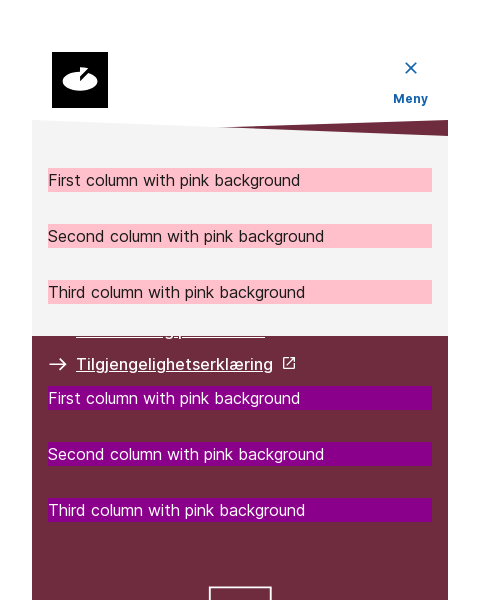 Meny
First column with pink background
Second column with pink background
Third column with pink background
Tilgjengelighetserklæring
First column with pink background
Second column with pink background
Third column with pink background